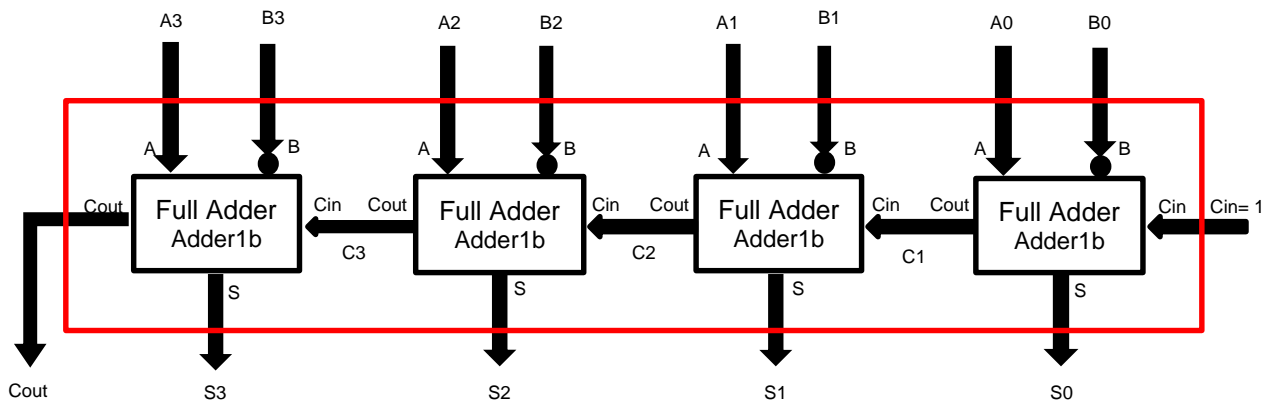 A3 B3 A2 B2 A1 B1 A0 B0
A B A B A B A B
Cout Full Adder Cin Cout Full Adder Cin Cout Full Adder Cin Cout Full Adder Cin Cin= 1
Adder1b Adder1b Adder1b Adder1b
C3 C2 C1
S S S S
Cout S3 S2 S1 S0